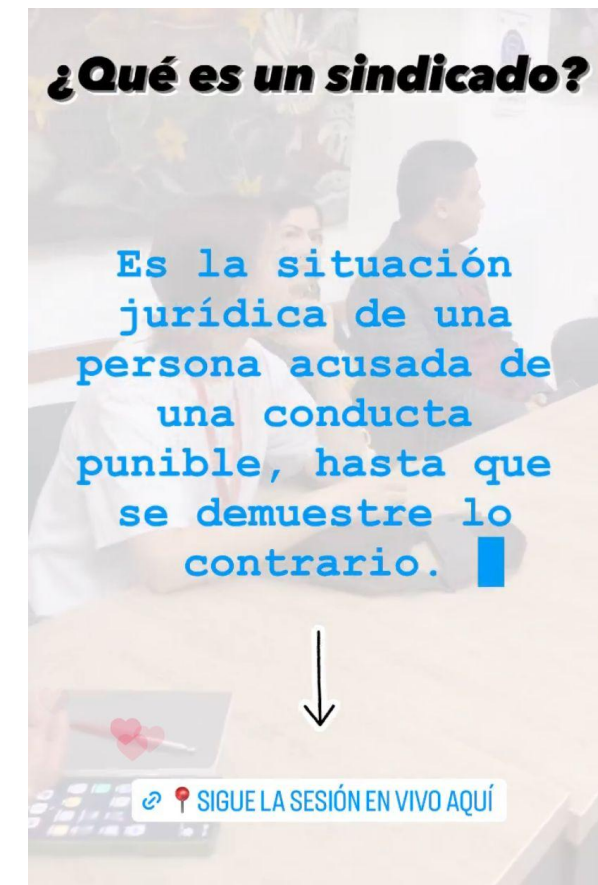 ¿Qué es un sindicado?
Es la situación
jurídica de una
persona acusada de
una conducta
punible, hasta que
se demuestre lo
contrario.
SIGUE LA SESIÓN EN VIVO AQUÍ